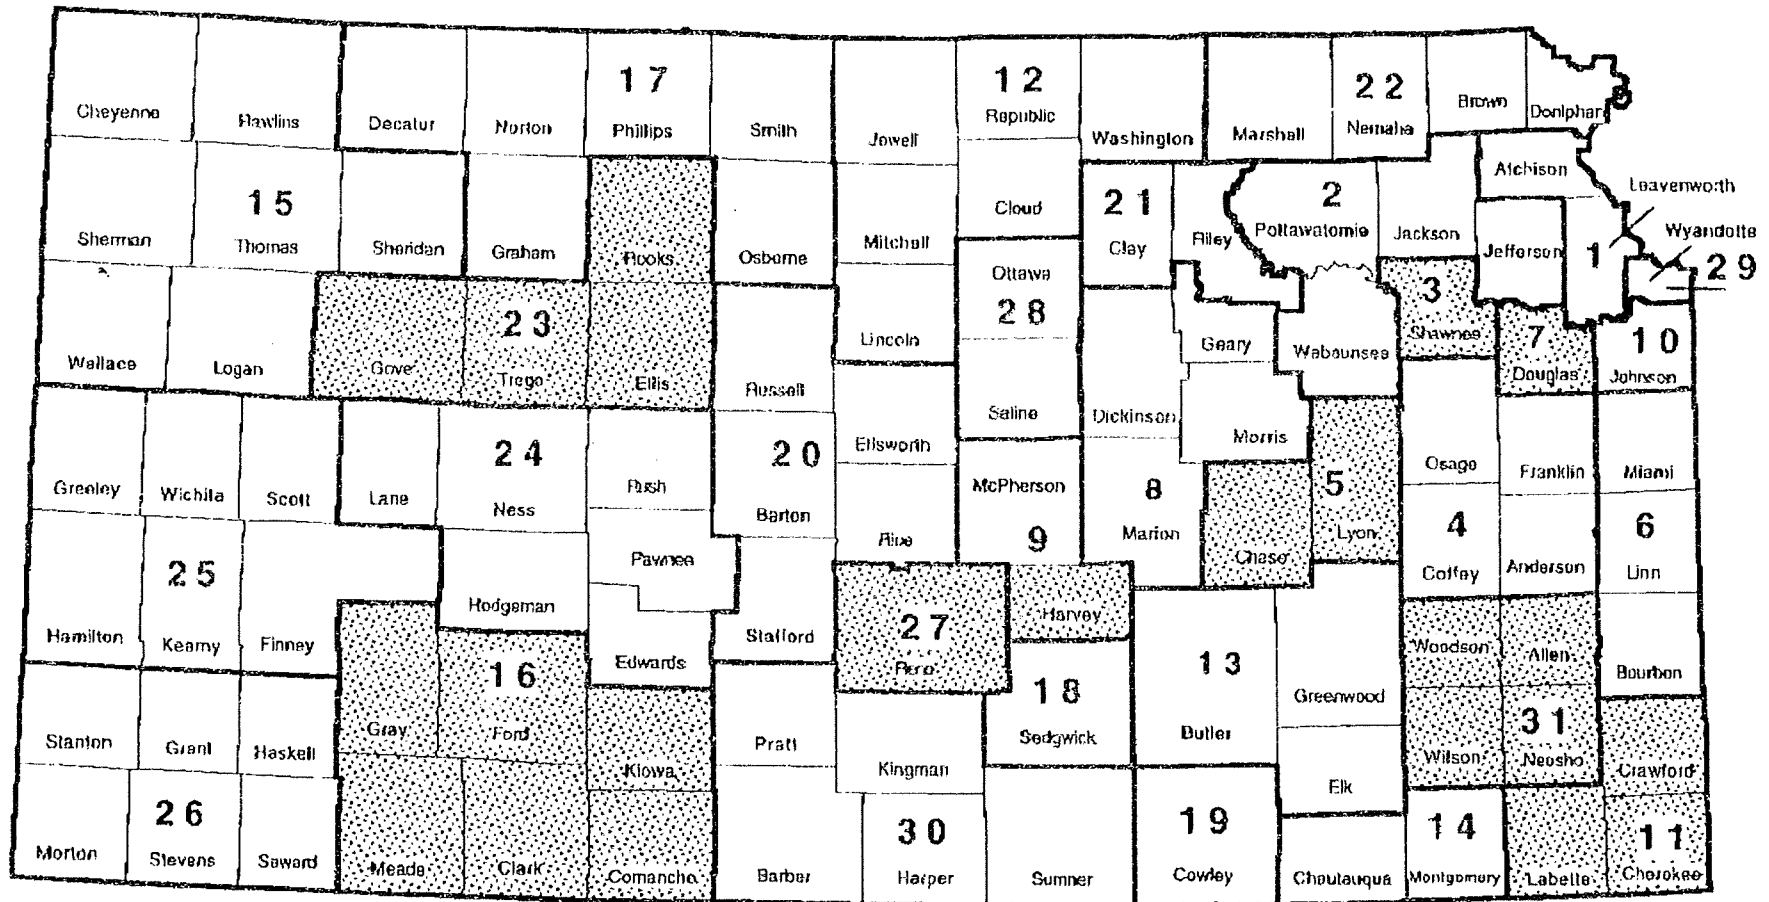 17
12
22
Cheyenne
Rawlins
Decatur
Norton
Phillips
Smith
Jewell
Republic
Washington
Marshall
Nemaha
Brown
Doniphan
15
21
2
Atchison
Leavenworth
Sherman
Thomas
Sheridan
Graham
Rooks
Osborne
Mitchell
Cloud
Clay
Riley
Pottawatomie
Jackson
Jefferson
1
Wyandotte
29
Ottawa
28
3
23
Wallace
Logan
Gove
Trego
Ellis
Russell
Lincoln
Saline
Dickinson
Geary
Wabaunsee
Shawnee
7
Douglas
10
Johnson
24
20
Ellsworth
Morris
Greeley
Wichita
Scott
Lane
Ness
Rush
Barton
Rice
McPherson
9
8
Marion
Chase
5
Lyon
Osage
Franklin
Miami
4
6
Coffey
Anderson
Linn
25
Pawnee
Hodgeman
Hamilton
Kearny
Finney
Edwards
Stafford
27
Reno
Harvey
16
18
13
Woodson
Allen
Bourbon
Stanton
Grant
Haskell
Gray
Ford
Kiowa
Pratt
Kingman
Sedgwick
Butler
Greenwood
Elk
Wilson
31
Neosho
Crawford
26
30
19
14
11
Morton
Stevens
Seward
Meade
Clark
Comanche
Barber
Harper
Sumner
Cowley
Chautauqua
Montgomery
Labette
Cherokee